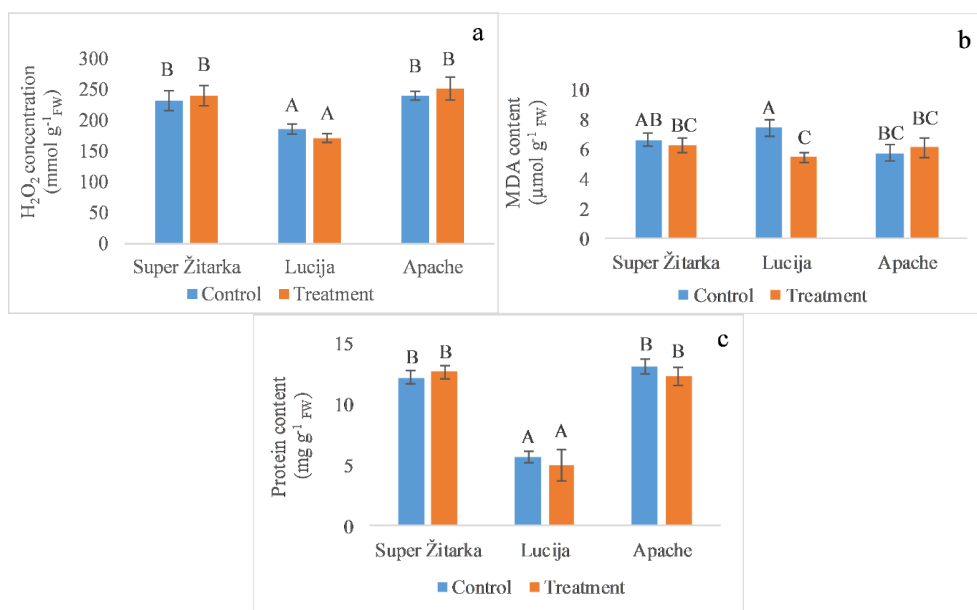 a
H₂O₂ concentration
(mmol g⁻¹ FW)
300
250
200
150
100
50
0
B B A A B B
Super Žitarka Lucija Apache
Control Treatment
b
MDA content
(µmol g⁻¹ FW)
10
8
6
4
2
0
AB BC A C BC BC
Super Žitarka Lucija Apache
Control Treatment
c
Protein content
(mg g⁻¹ FW)
15
10
5
0
B B A A B B
Super Žitarka Lucija Apache
Control Treatment